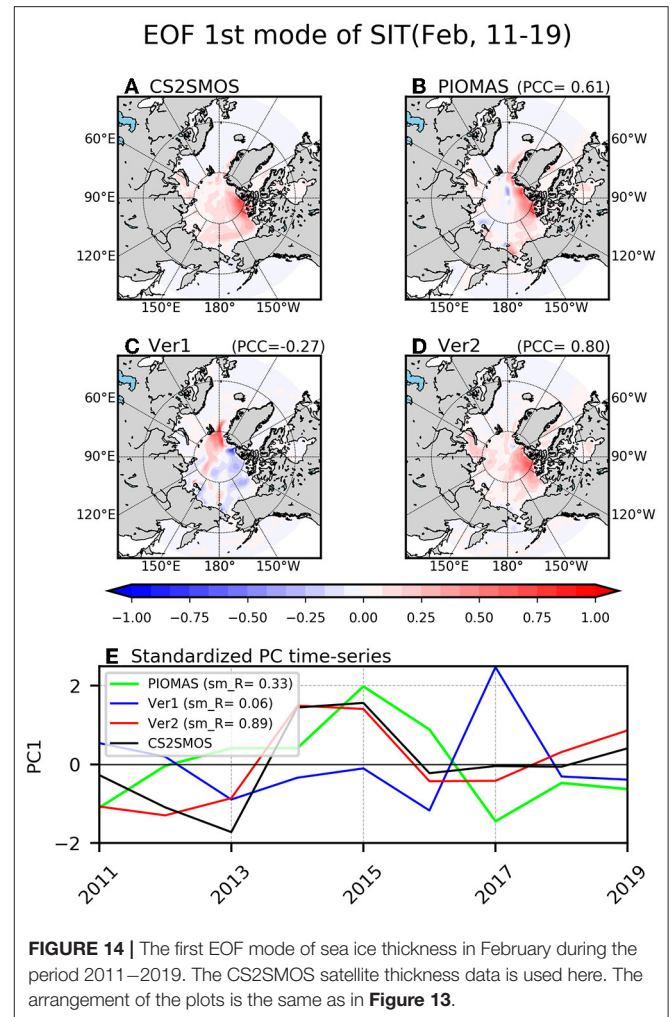 EOF 1st mode of SIT(Feb, 11-19)
A CS2SMOS
B PIOMAS (PCC= 0.61)
60°E
60°W
90°E
90°W
120°E
120°W
150°E 180° 150°W
150°E 180° 150°W
C Ver1 (PCC=-0.27)
D Ver2 (PCC= 0.80)
60°E
60°W
90°E
90°W
120°E
120°W
150°E 180° 150°W
150°E 180° 150°W
−1.00 −0.75 −0.50 −0.25 0.00 0.25 0.50 0.75 1.00
E Standardized PC time-series
PIOMAS (sm_R= 0.33)
Ver1 (sm_R= 0.06)
Ver2 (sm_R= 0.89)
CS2SMOS
PC1
2
0
−2
2011 2013 2015 2017 2019
FIGURE 14 | The first EOF mode of sea ice thickness in February during the
period 2011–2019. The CS2SMOS satellite thickness data is used here. The
arrangement of the plots is the same as in Figure 13.